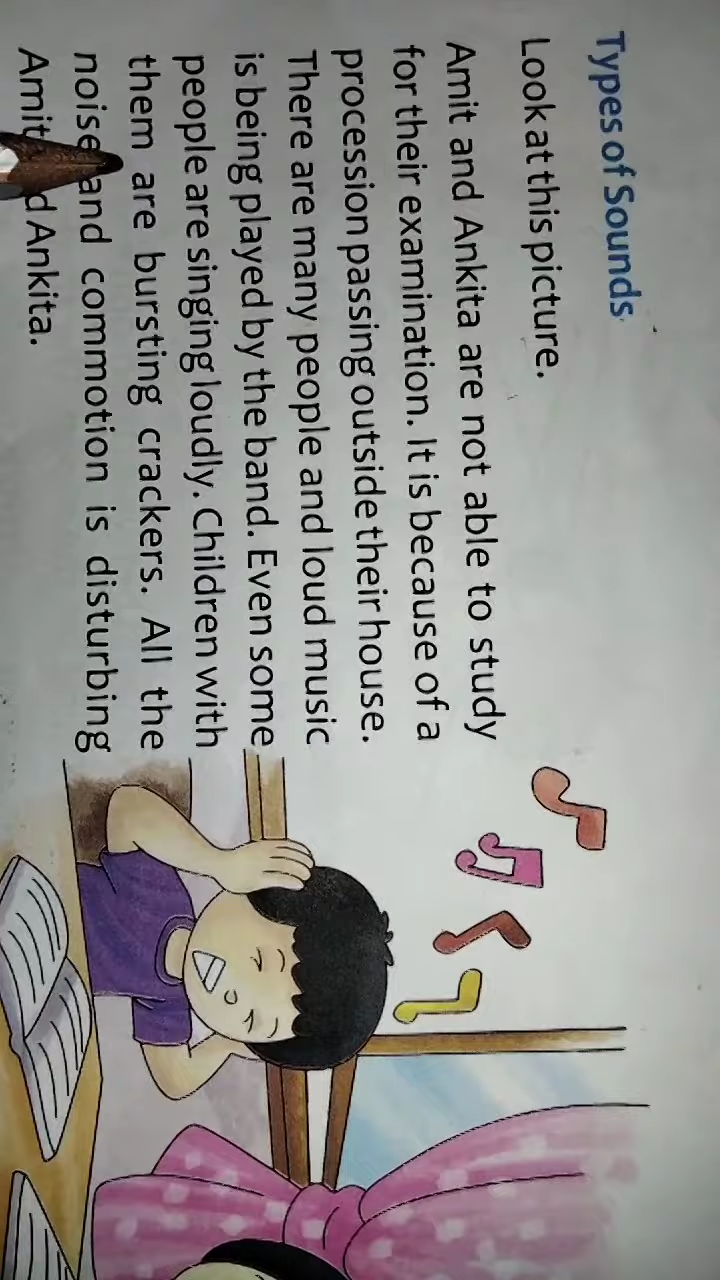 Types of Sounds
Look at this picture.
Amit and Ankita are not able to study
for their examination. It is because of a
procession passing outside their house.
There are many people and loud music
is being played by the band. Even some
people are singing loudly. Children with
them are bursting crackers. All the
noise and commotion is disturbing
Amit d Ankita.